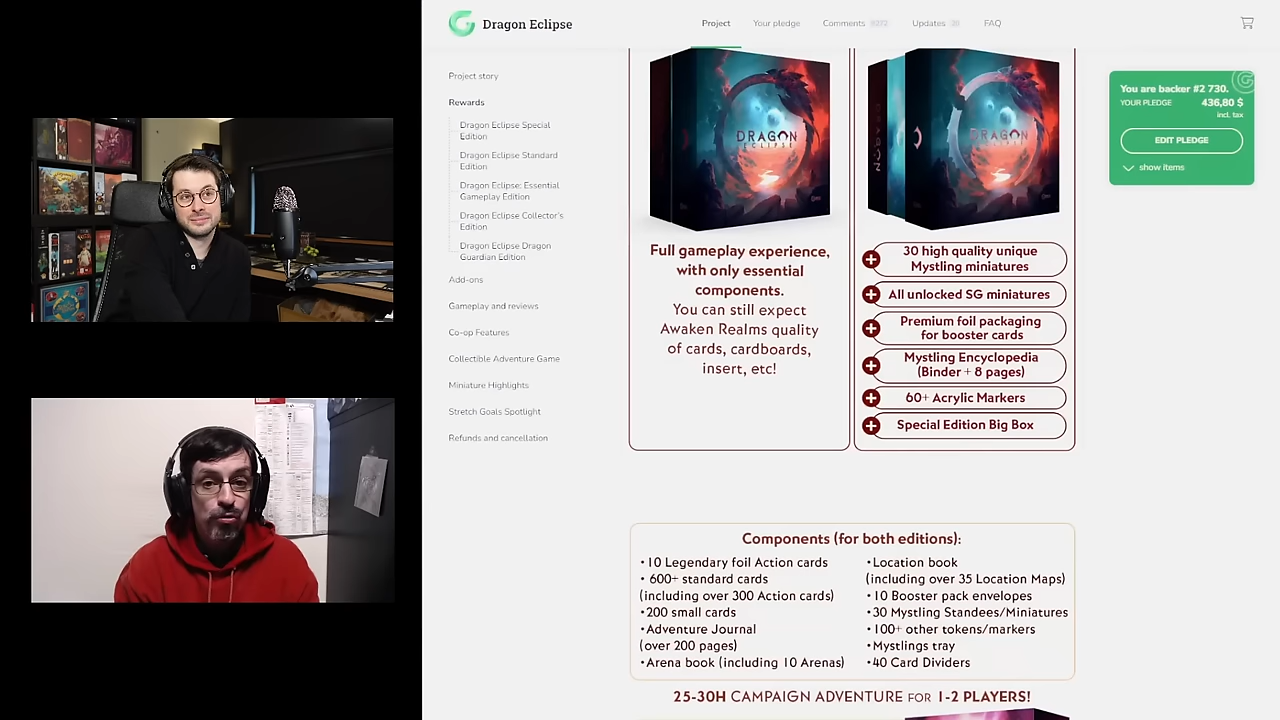 Dragon Eclipse
Project
Your pledge
Comments
Updates
FAQ
Project story
Rewards
Dragon Eclipse Special
Edition
Dragon Eclipse Standard
Edition
Dragon Eclipse: Essential
Gameplay Edition
Dragon Eclipse Collector's
Edition
Dragon Eclipse Dragon
Guardian Edition
Add-ons
Gameplay and reviews
Co-op Features
Collectible Adventure Game
Miniature Highlights
Stretch Goals Spotlight
Refunds and cancellation
DRAGON
ECLIPSE
Full gameplay experience,
with only essential
components.
You can still expect
Awaken Realms quality
of cards, cardboards,
insert, etc!
DRAGON
DRAGON
ECLIPSE
30 high quality unique
Mystling miniatures
All unlocked SG miniatures
Premium foil packaging
for booster cards
Mystling Encyclopedia
(Binder + 8 pages)
60+ Acrylic Markers
Special Edition Big Box
You are backer #2 730.
YOUR PLEDGE 436,80 $
incl. tax
EDIT PLEDGE
show items
Components (for both editions):
•10 Legendary foil Action cards
• 600+ standard cards
(including over 300 Action cards)
•200 small cards
•Adventure Journal
(over 200 pages)
•Arena book (including 10 Arenas)
•Location book
(including over 35 Location Maps)
•10 Booster pack envelopes
•30 Mystling Standees/Miniatures
•100+ other tokens/markers
•Mystlings tray
•40 Card Dividers
25-30H CAMPAIGN ADVENTURE FOR 1-2 PLAYERS!